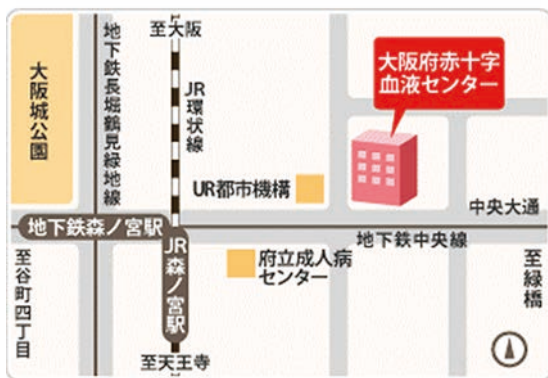 至大阪
大阪城公園
地下鉄長堀鶴見緑地線
JR環状線
大阪府赤十字
血液センター
UR都市機構
中央大通
地下鉄森ノ宮駅
地下鉄中央線
JR森ノ宮駅
府立成人病
センター
至谷町四丁目
至緑橋
至天王寺